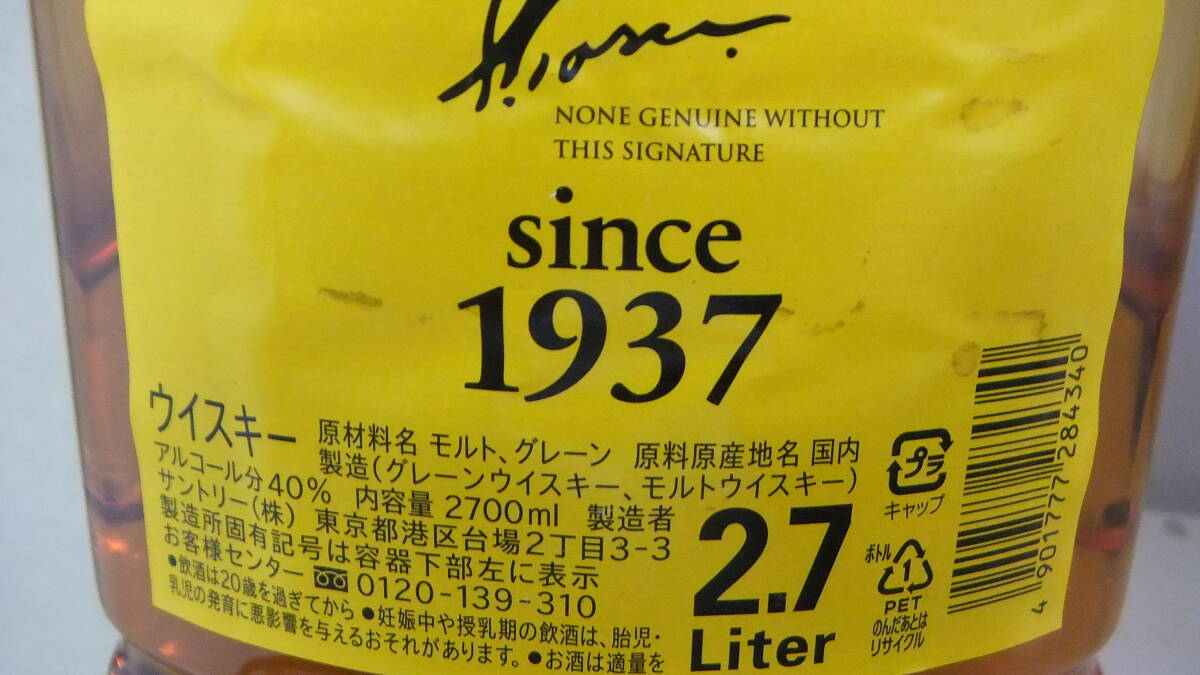 NONE GENUINE WITHOUT
THIS SIGNATURE
since
1937
ウイスキー 原材料名 モルト、グレーン 原料原産地名 国内
製造(グレーンウイスキー、モルトウイスキー)
アルコール分40% 内容量 2700ml 製造者
サントリー(株) 東京都港区台場2丁目3-3
製造所固有記号は容器下部左に表示
お客様センター 0120-139-310
•飲酒は20歳を過ぎてから •妊娠中や授乳期の飲酒は、胎児・
乳児の発育に悪影響を与えるおそれがあります。•お酒は適量を
2.7
Liter
プラ
キャップ
ボトル
1
PET
のんだあとは
リサイクル
4 901777 284340